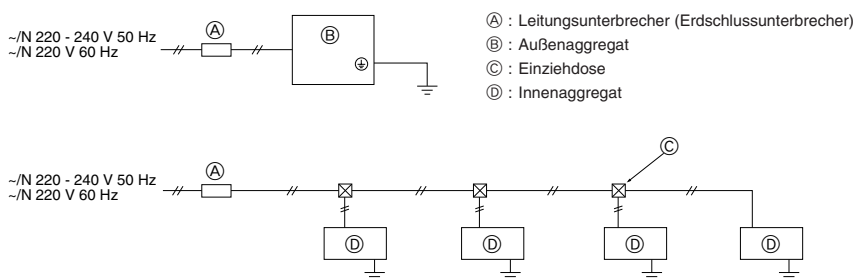 ~/N 220 - 240 V 50 Hz
~/N 220 V 60 Hz
Ⓐ
Ⓑ
Ⓐ : Leitungsunterbrecher (Erdschlussunterbrecher)
Ⓑ : Außenaggregat
Ⓒ : Einziehdose
Ⓓ : Innenaggregat
~/N 220 - 240 V 50 Hz
~/N 220 V 60 Hz
Ⓐ
Ⓒ
Ⓓ Ⓓ Ⓓ Ⓓ